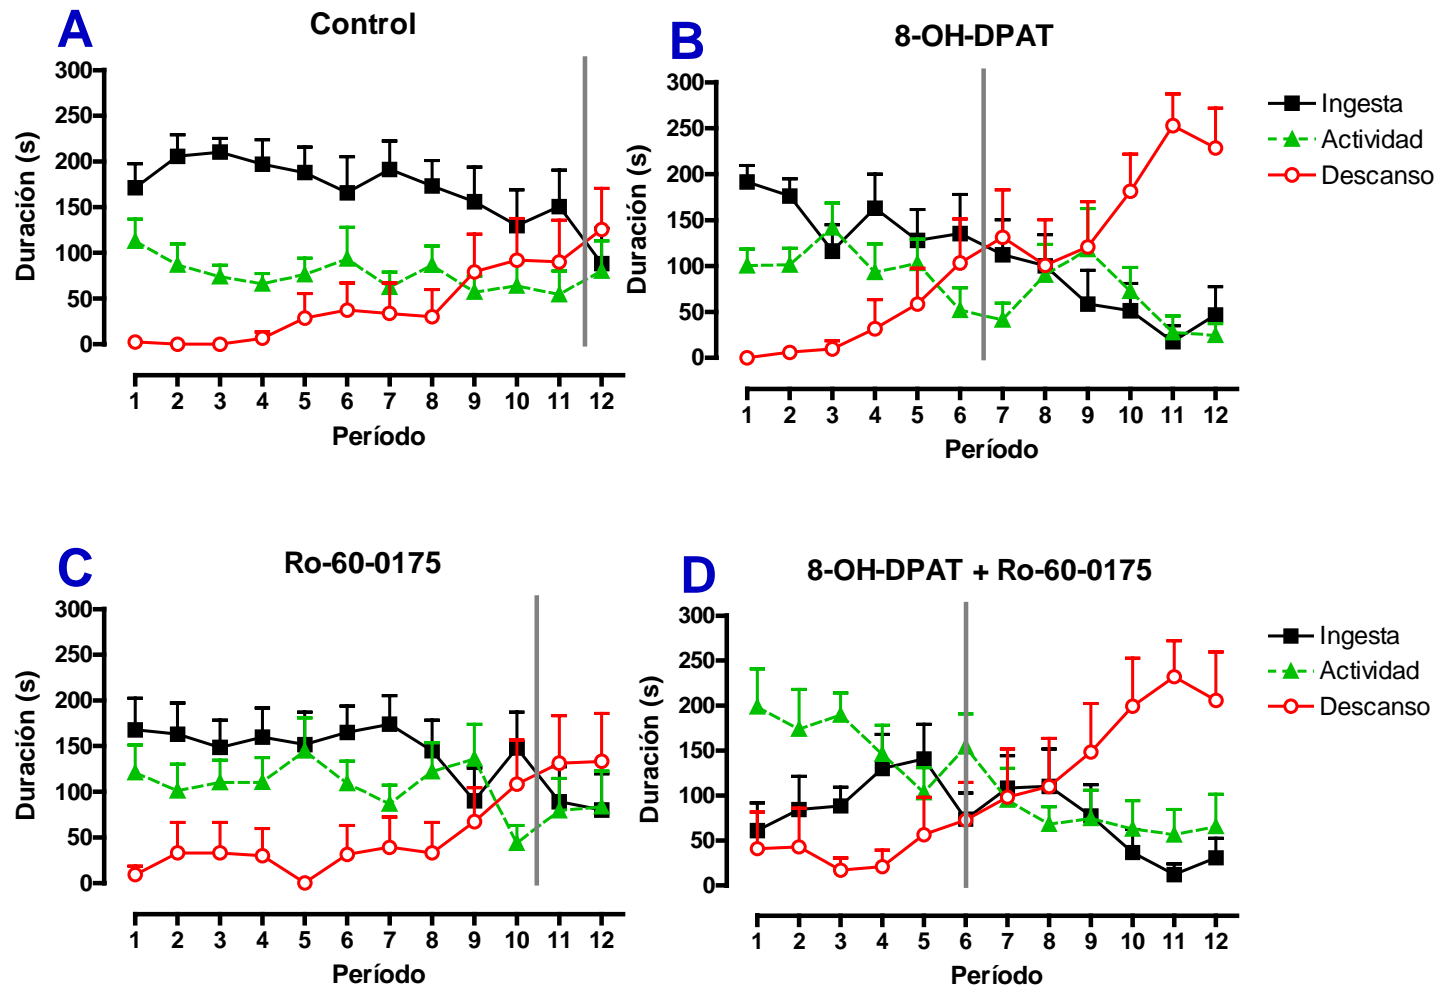 A
Control
300
250
200
150
100
50
0
Duración (s)
1 2 3 4 5 6 7 8 9 10 11 12
Período
B
8-OH-DPAT
300
250
200
150
100
50
0
Duración (s)
1 2 3 4 5 6 7 8 9 10 11 12
Período
Ingesta
Actividad
Descanso
C
Ro-60-0175
300
250
200
150
100
50
0
Duración (s)
1 2 3 4 5 6 7 8 9 10 11 12
Período
D
8-OH-DPAT + Ro-60-0175
300
250
200
150
100
50
0
Duración (s)
1 2 3 4 5 6 7 8 9 10 11 12
Período
Ingesta
Actividad
Descanso